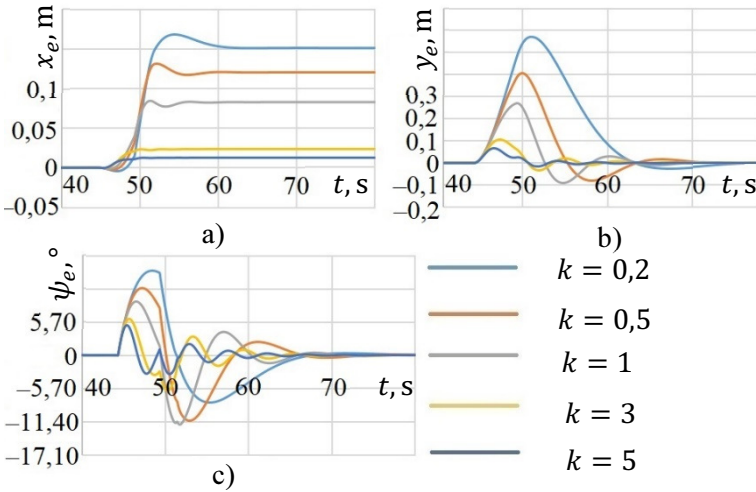 x_e, m
0,1
0,05
0
–0,05
40 50 60 70 t, s
a)
y_e, m
0,3
0,2
0,1
0
–0,1
–0,2
40 50 60 70 t, s
b)
ψ_e, °
5,70
0
–5,70
–11,40
–17,10
40 50 60 70 t, s
c)
k = 0,2
k = 0,5
k = 1
k = 3
k = 5